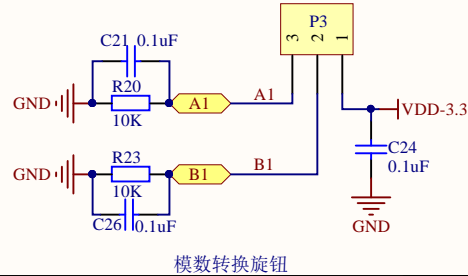 P3
3 2 1
C21 0.1uF
R20
GND
10K
A1
A1
VDD-3.3
R23
GND
10K
B1
B1
C26 0.1uF
C24
0.1uF
GND
模数转换旋钮